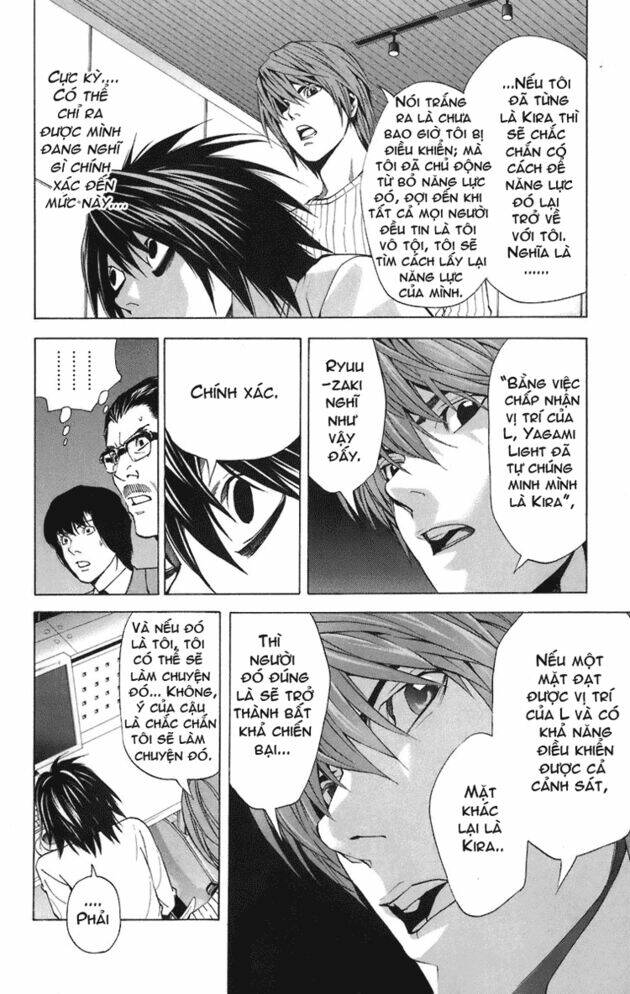 ...NẾU TÔI
ĐÃ TỪNG
LÀ KIRA THÌ
SẼ CHẮC
CHẮN CÓ
CÁCH ĐỂ
NĂNG LỰC
ĐÓ LẠI
TRỞ VỀ
VỚI TÔI.
NGHĨA LÀ
......
NÓI TRẮNG
RA LÀ CHƯA
BAO GIỜ TÔI BỊ
ĐIỀU KHIỂN; MÀ
TÔI ĐÃ CHỦ ĐỘNG
TỪ BỎ NĂNG LỰC
ĐÓ, ĐỢI ĐẾN KHI
TẤT CẢ MỌI NGƯỜI
ĐỀU TIN LÀ TÔI
VÔ TỘI, TÔI SẼ
TÌM CÁCH LẤY LẠI
NĂNG LỰC
CỦA MÌNH.
CỰC KỲ....
CÓ THỂ
CHỈ RA
ĐƯỢC MÌNH
ĐANG NGHĨ
GÌ CHÍNH
XÁC ĐẾN
MỨC NÀY....
"BẰNG VIỆC
CHẤP NHẬN
VỊ TRÍ CỦA
L, YAGAMI
LIGHT ĐÃ
TỰ CHỨNG
MINH MÌNH
LÀ KIRA",
RYUU
-ZAKI
NGHĨ
NHƯ
VẬY
ĐẤY.
CHÍNH XÁC.
......
......
NẾU MỘT
MẶT ĐẠT
ĐƯỢC VỊ TRÍ
CỦA L VÀ CÓ
KHẢ NĂNG
ĐIỀU KHIỂN
ĐƯỢC CẢ
CẢNH SÁT,
MẶT
KHÁC
LẠI LÀ
KIRA..
THÌ
NGƯỜI
ĐÓ ĐÚNG
LÀ SẼ TRỞ
THÀNH BẤT
KHẢ CHIẾN
BẠI...
VÀ NẾU ĐÓ
LÀ TÔI, TÔI
CÓ THỂ SẼ
LÀM CHUYỆN
ĐÓ... KHÔNG,
Ý CỦA CẬU
LÀ CHẮC CHẮN
TÔI SẼ LÀM
CHUYỆN ĐÓ.
....
PHẢI